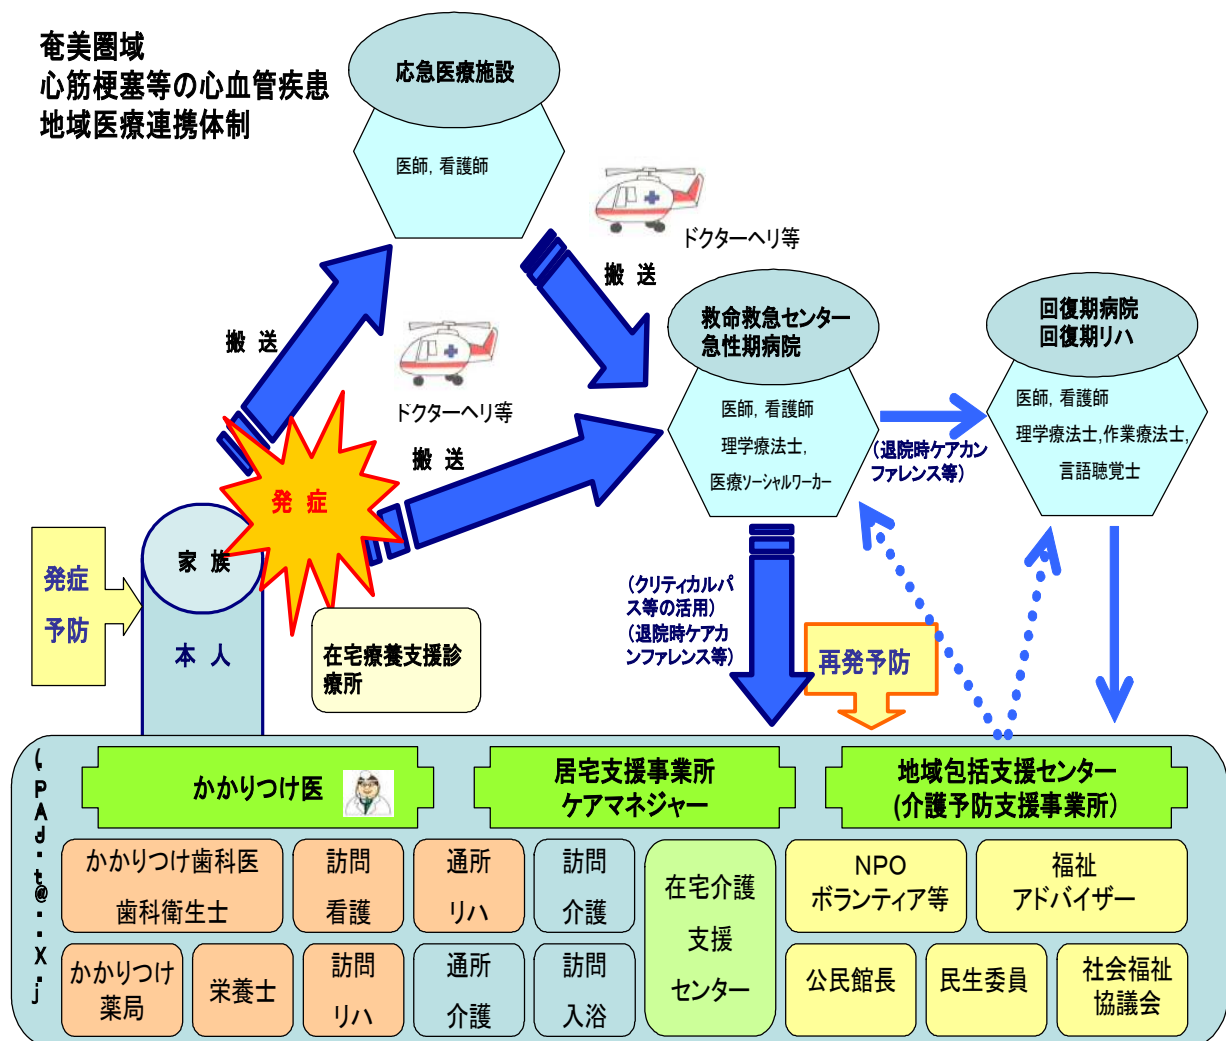 奄美圏域
心筋梗塞等の心血管疾患
地域医療連携体制
応急医療施設
医師, 看護師
ドクターヘリ等
搬 送
搬 送
ドクターヘリ等
搬 送
救命救急センター
急性期病院
医師, 看護師
理学療法士,
医療ソーシャルワーカー
(退院時ケアカン
ファレンス等)
回復期病院
回復期リハ
医師, 看護師
理学療法士,作業療法士,
言語聴覚士
発 症
家 族
本 人
発症
予防
在宅療養支援診
療所
(クリティカルパ
ス等の活用)
(退院時ケアカ
ンファレンス等)
再発予防
かかりつけ医
居宅支援事業所
ケアマネジャー
地域包括支援センター
(介護予防支援事業所)
かかりつけ歯科医
歯科衛生士
訪問
看護
通所
リハ
訪問
介護
在宅介護
支援
センター
NPO
ボランティア等
福祉
アドバイザー
かかりつけ
薬局
栄養士
訪問
リハ
通所
介護
訪問
入浴
公民館長
民生委員
社会福祉
協議会